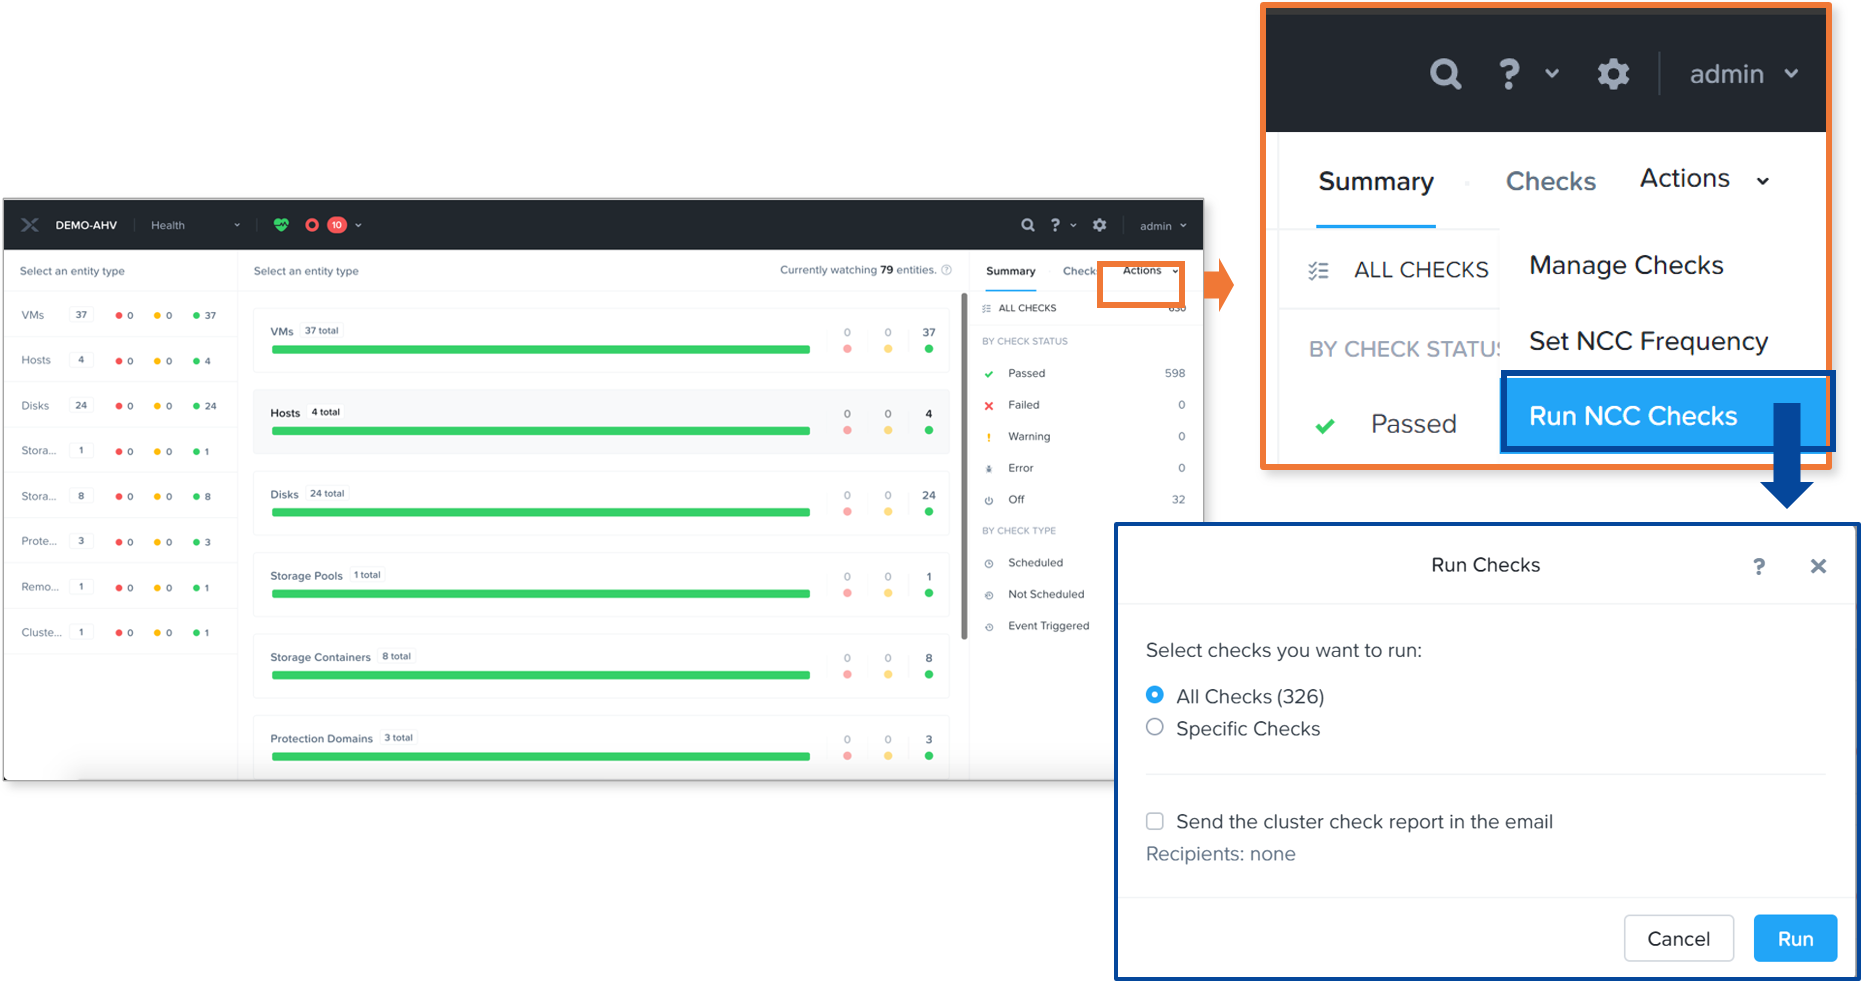 DEMO-AHV Health 10 ? admin
Select an entity type
VMs 37 0 0 37
Hosts 4 0 0 4
Disks 24 0 0 24
Stora... 1 0 0 1
Stora... 8 0 0 8
Prote... 3 0 0 3
Remo... 1 0 0 1
Cluste... 1 0 0 1
Select an entity type Currently watching 79 entities. ?
VMs 37 total 0 0 37
Hosts 4 total 0 0 4
Disks 24 total 0 0 24
Storage Pools 1 total 0 0 1
Storage Containers 8 total 0 0 8
Protection Domains 3 total 0 0 3
Summary Checks Actions
ALL CHECKS 630
BY CHECK STATUS
Passed 598
Failed 0
Warning 0
Error 0
Off 32
BY CHECK TYPE
Scheduled
Not Scheduled
Event Triggered
? admin
Summary Checks Actions
ALL CHECKS
BY CHECK STATUS
Passed
Manage Checks
Set NCC Frequency
Run NCC Checks
Run Checks ?
Select checks you want to run:
All Checks (326)
Specific Checks
Send the cluster check report in the email
Recipients: none
Cancel Run